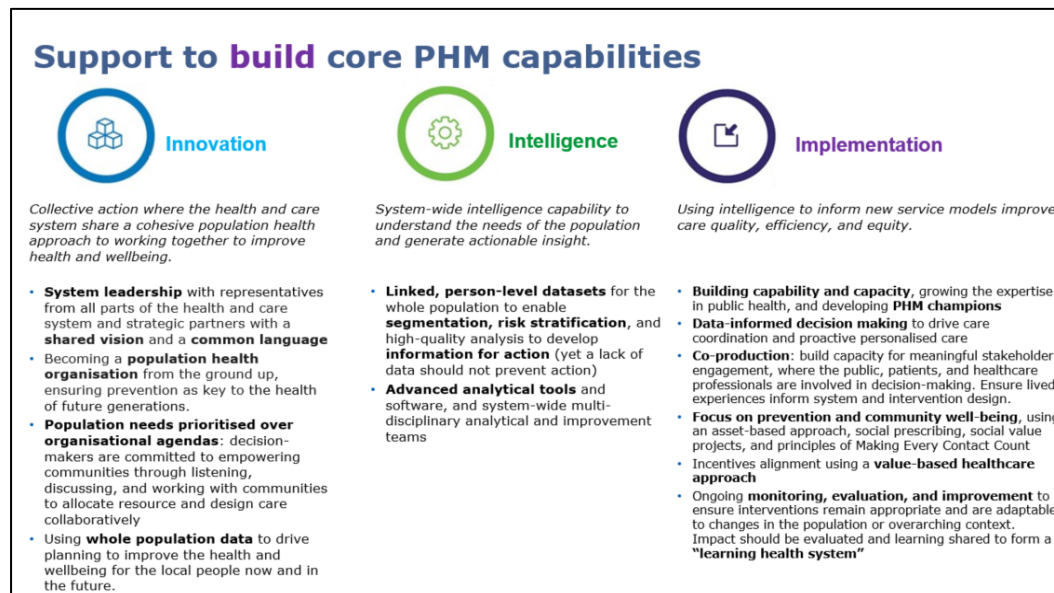 Support to build core PHM capabilities
Innovation
Collective action where the health and care
system share a cohesive population health
approach to working together to improve
health and wellbeing.
• System leadership with representatives
from all parts of the health and care
system and strategic partners with a
shared vision and a common language
• Becoming a population health
organisation from the ground up,
ensuring prevention as key to the health
of future generations.
• Population needs prioritised over
organisational agendas: decision-
makers are committed to empowering
communities through listening,
discussing, and working with communities
to allocate resource and design care
collaboratively
• Using whole population data to drive
planning to improve the health and
wellbeing for the local people now and in
the future.
Intelligence
System-wide intelligence capability to
understand the needs of the population
and generate actionable insight.
• Linked, person-level datasets for the
whole population to enable
segmentation, risk stratification, and
high-quality analysis to develop
information for action (yet a lack of
data should not prevent action)
• Advanced analytical tools and
software, and system-wide multi-
disciplinary analytical and improvement
teams
Implementation
Using intelligence to inform new service models improve
care quality, efficiency, and equity.
• Building capability and capacity, growing the expertise
in public health, and developing PHM champions
• Data-informed decision making to drive care
coordination and proactive personalised care
• Co-production: build capacity for meaningful stakeholder
engagement, where the public, patients, and healthcare
professionals are involved in decision-making. Ensure lived
experiences inform system and intervention design.
• Focus on prevention and community well-being, using
an asset-based approach, social prescribing, social value
projects, and principles of Making Every Contact Count
• Incentives alignment using a value-based healthcare
approach
• Ongoing monitoring, evaluation, and improvement to
ensure interventions remain appropriate and are adaptable
to changes in the population or overarching context.
Impact should be evaluated and learning shared to form a
“learning health system”